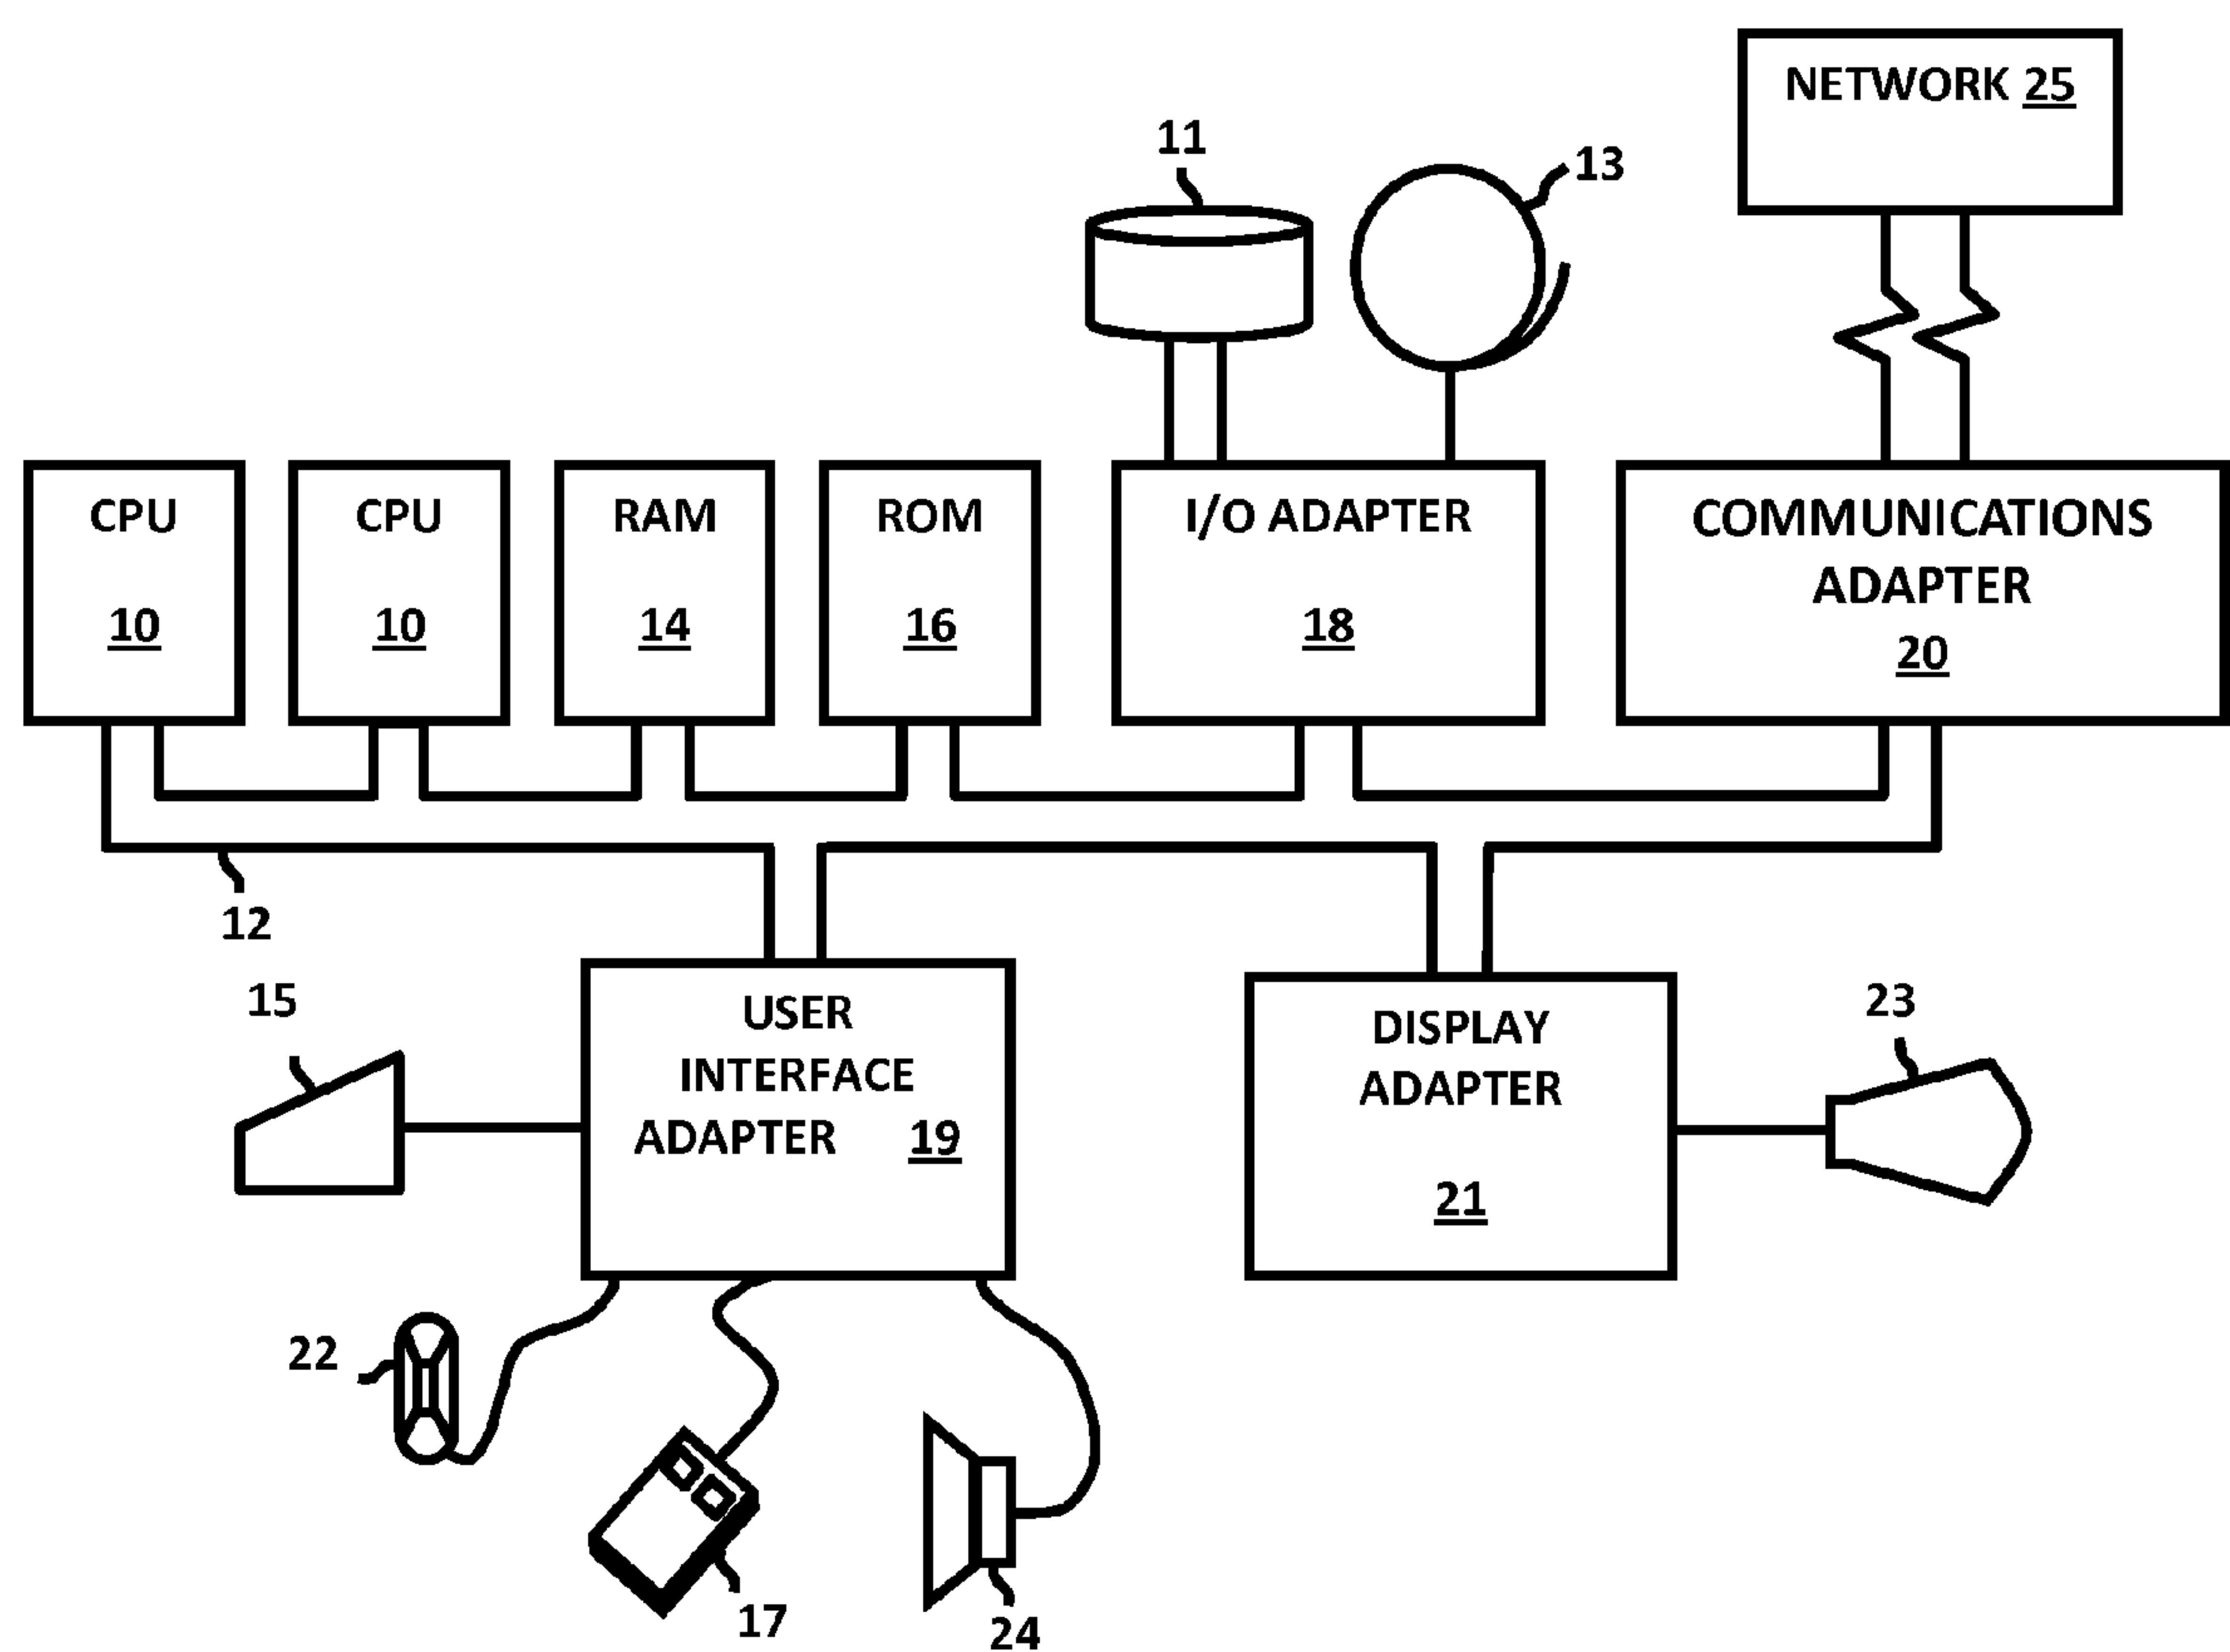 NETWORK 25
11
13
CPU
10
CPU
10
RAM
14
ROM
16
I/O ADAPTER
18
COMMUNICATIONS
ADAPTER
20
12
15
USER
INTERFACE
ADAPTER 19
DISPLAY
ADAPTER
21
23
22
17
24